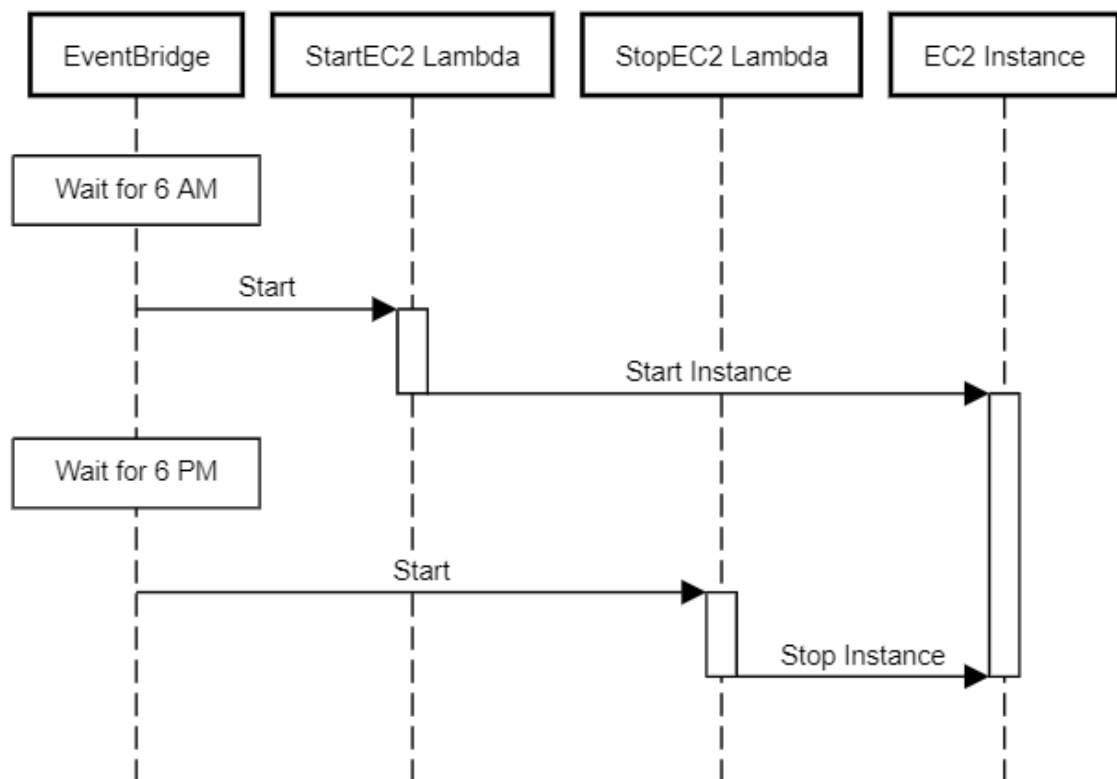 EventBridge
StartEC2 Lambda
StopEC2 Lambda
EC2 Instance
Wait for 6 AM
Start
Start Instance
Wait for 6 PM
Start
Stop Instance